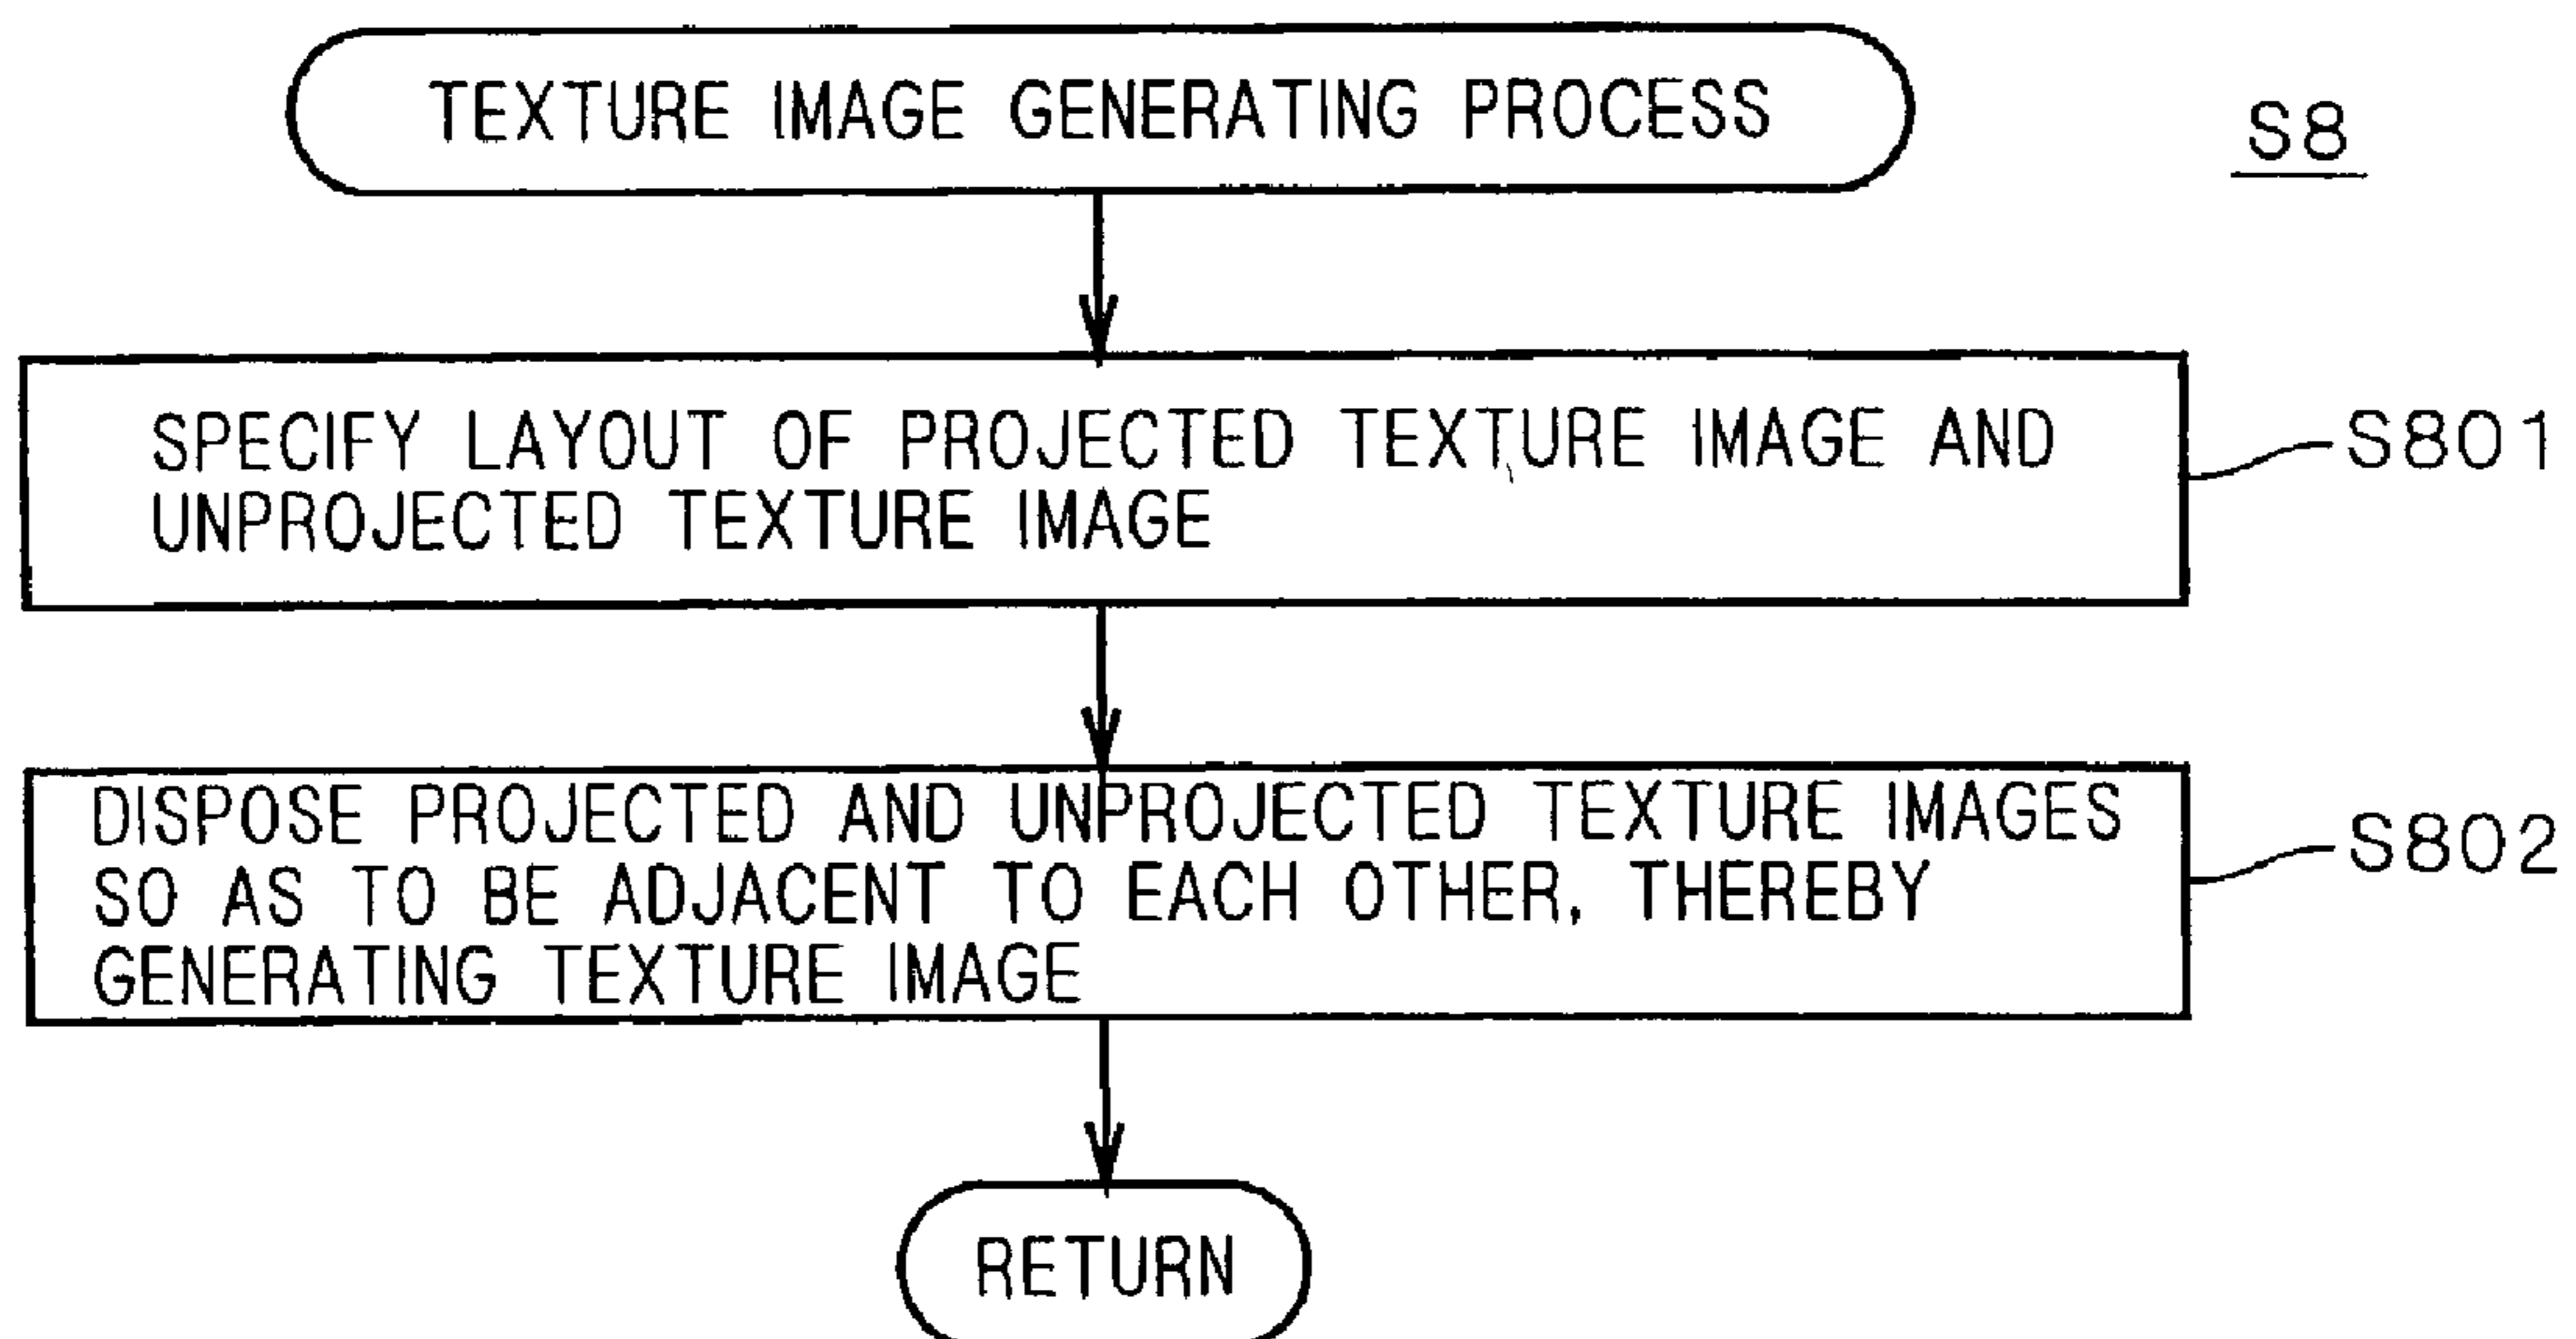 TEXTURE IMAGE GENERATING PROCESS
S8
SPECIFY LAYOUT OF PROJECTED TEXTURE IMAGE AND
UNPROJECTED TEXTURE IMAGE
S801
DISPOSE PROJECTED AND UNPROJECTED TEXTURE IMAGES
SO AS TO BE ADJACENT TO EACH OTHER, THEREBY
GENERATING TEXTURE IMAGE
S802
RETURN